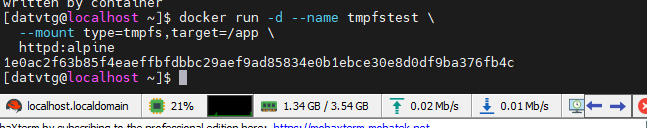 written by container
[datvtg@localhost ~]$ docker run -d --name tmpfstest \
  --mount type=tmpfs,target=/app \
  httpd:alpine
1e0ac2f63b85f4eaeffbfdbbc29aef9ad85834e0b1ebce30e8d0df9ba376fb4c
[datvtg@localhost ~]$
localhost.localdomain 21% 1.34 GB / 3.54 GB 0.02 Mb/s 0.01 Mb/s
baXterm by subscribing to the professional edition here: https://mobaxterm.mobatek.net